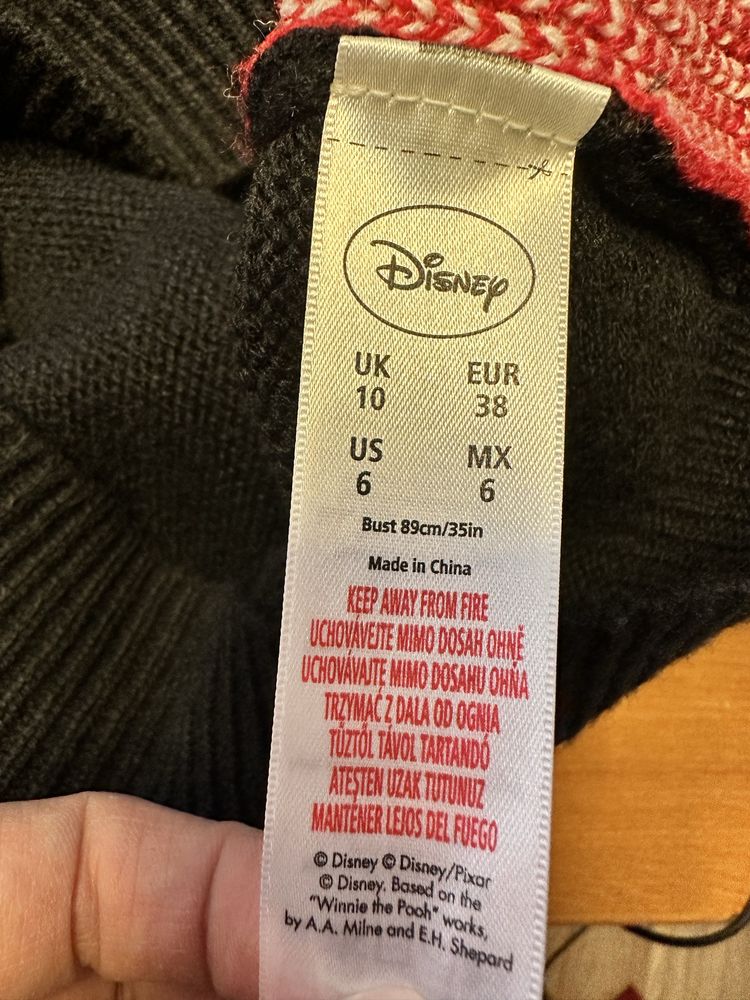 Disney
UK EUR
10 38
US MX
6 6
Bust 89cm/35in
Made in China
KEEP AWAY FROM FIRE
UCHOVÁVEJTE MIMO DOSAH OHNĚ
UCHOVÁVAJTE MIMO DOSAHU OHŇA
TRZYMAĆ Z DALA OD OGNIA
TŰZTŐL TÁVOL TARTANDÓ
ATEŞTEN UZAK TUTUNUZ
MANTENER LEJOS DEL FUEGO
© Disney © Disney/Pixar
© Disney. Based on the
"Winnie the Pooh" works,
by A.A. Milne and E.H. Shepard